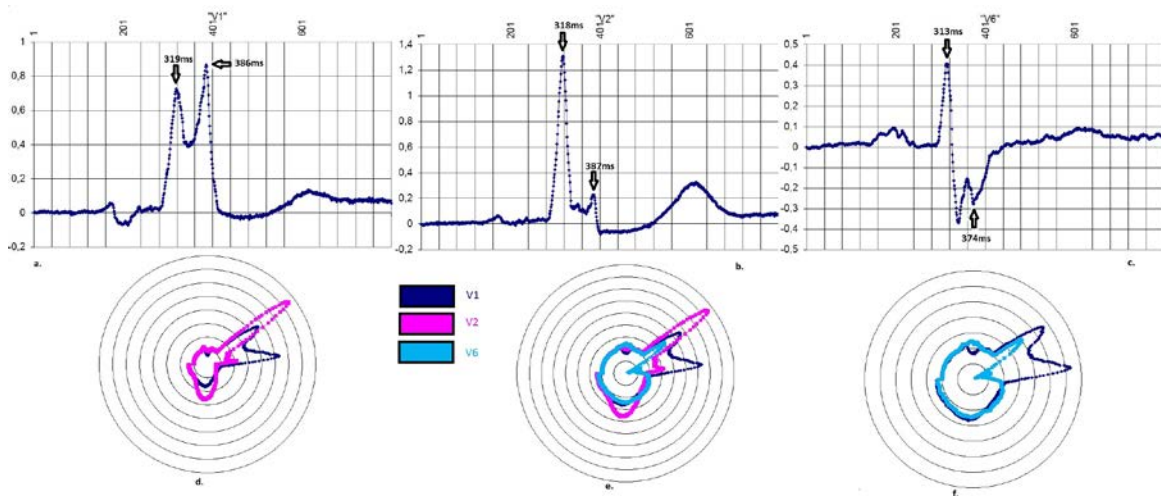 "V1"
201
401
601
1
0,8
0,6
0,4
0,2
0
-0,2
319ms
386ms
a.
"V2"
201
401
601
1,4
1,2
1
0,8
0,6
0,4
0,2
0
-0,2
318ms
387ms
b.
"V6"
201
401
601
0,5
0,4
0,3
0,2
0,1
0
-0,1
-0,2
-0,3
-0,4
-0,5
313ms
374ms
c.
V1
V2
V6
d.
e.
f.